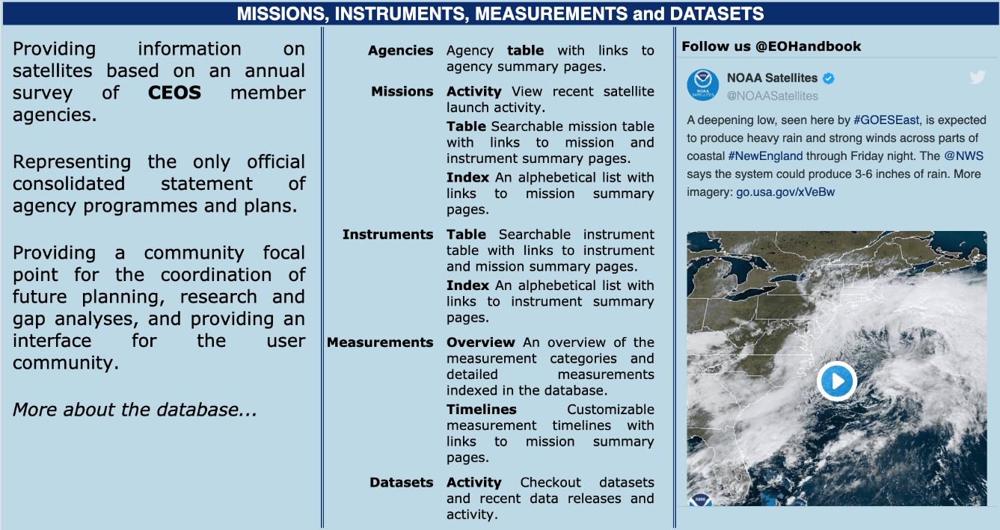 MISSIONS, INSTRUMENTS, MEASUREMENTS and DATASETS
Providing information on
satellites based on an annual
survey of CEOS member
agencies.
Representing the only official
consolidated statement of
agency programmes and plans.
Providing a community focal
point for the coordination of
future planning, research and
gap analyses, and providing an
interface for the user
community.
More about the database...
Agencies Agency table with links to
agency summary pages.
Missions Activity View recent satellite
launch activity.
Table Searchable mission table
with links to mission and
instrument summary pages.
Index An alphabetical list with
links to mission summary
pages.
Instruments Table Searchable instrument
table with links to instrument
and mission summary pages.
Index An alphabetical list with
links to instrument summary
pages.
Measurements Overview An overview of the
measurement categories and
detailed measurements
indexed in the database.
Timelines Customizable
measurement timelines with
links to mission summary
pages.
Datasets Activity Checkout datasets
and recent data releases and
activity.
Follow us @EOHandbook
NOAA
SATELLITES
NOAA Satellites
@NOAASatellites
A deepening low, seen here by #GOESEast, is expected
to produce heavy rain and strong winds across parts of
coastal #NewEngland through Friday night. The @NWS
says the system could produce 3-6 inches of rain. More
imagery: go.usa.gov/xVeBw
NOAA